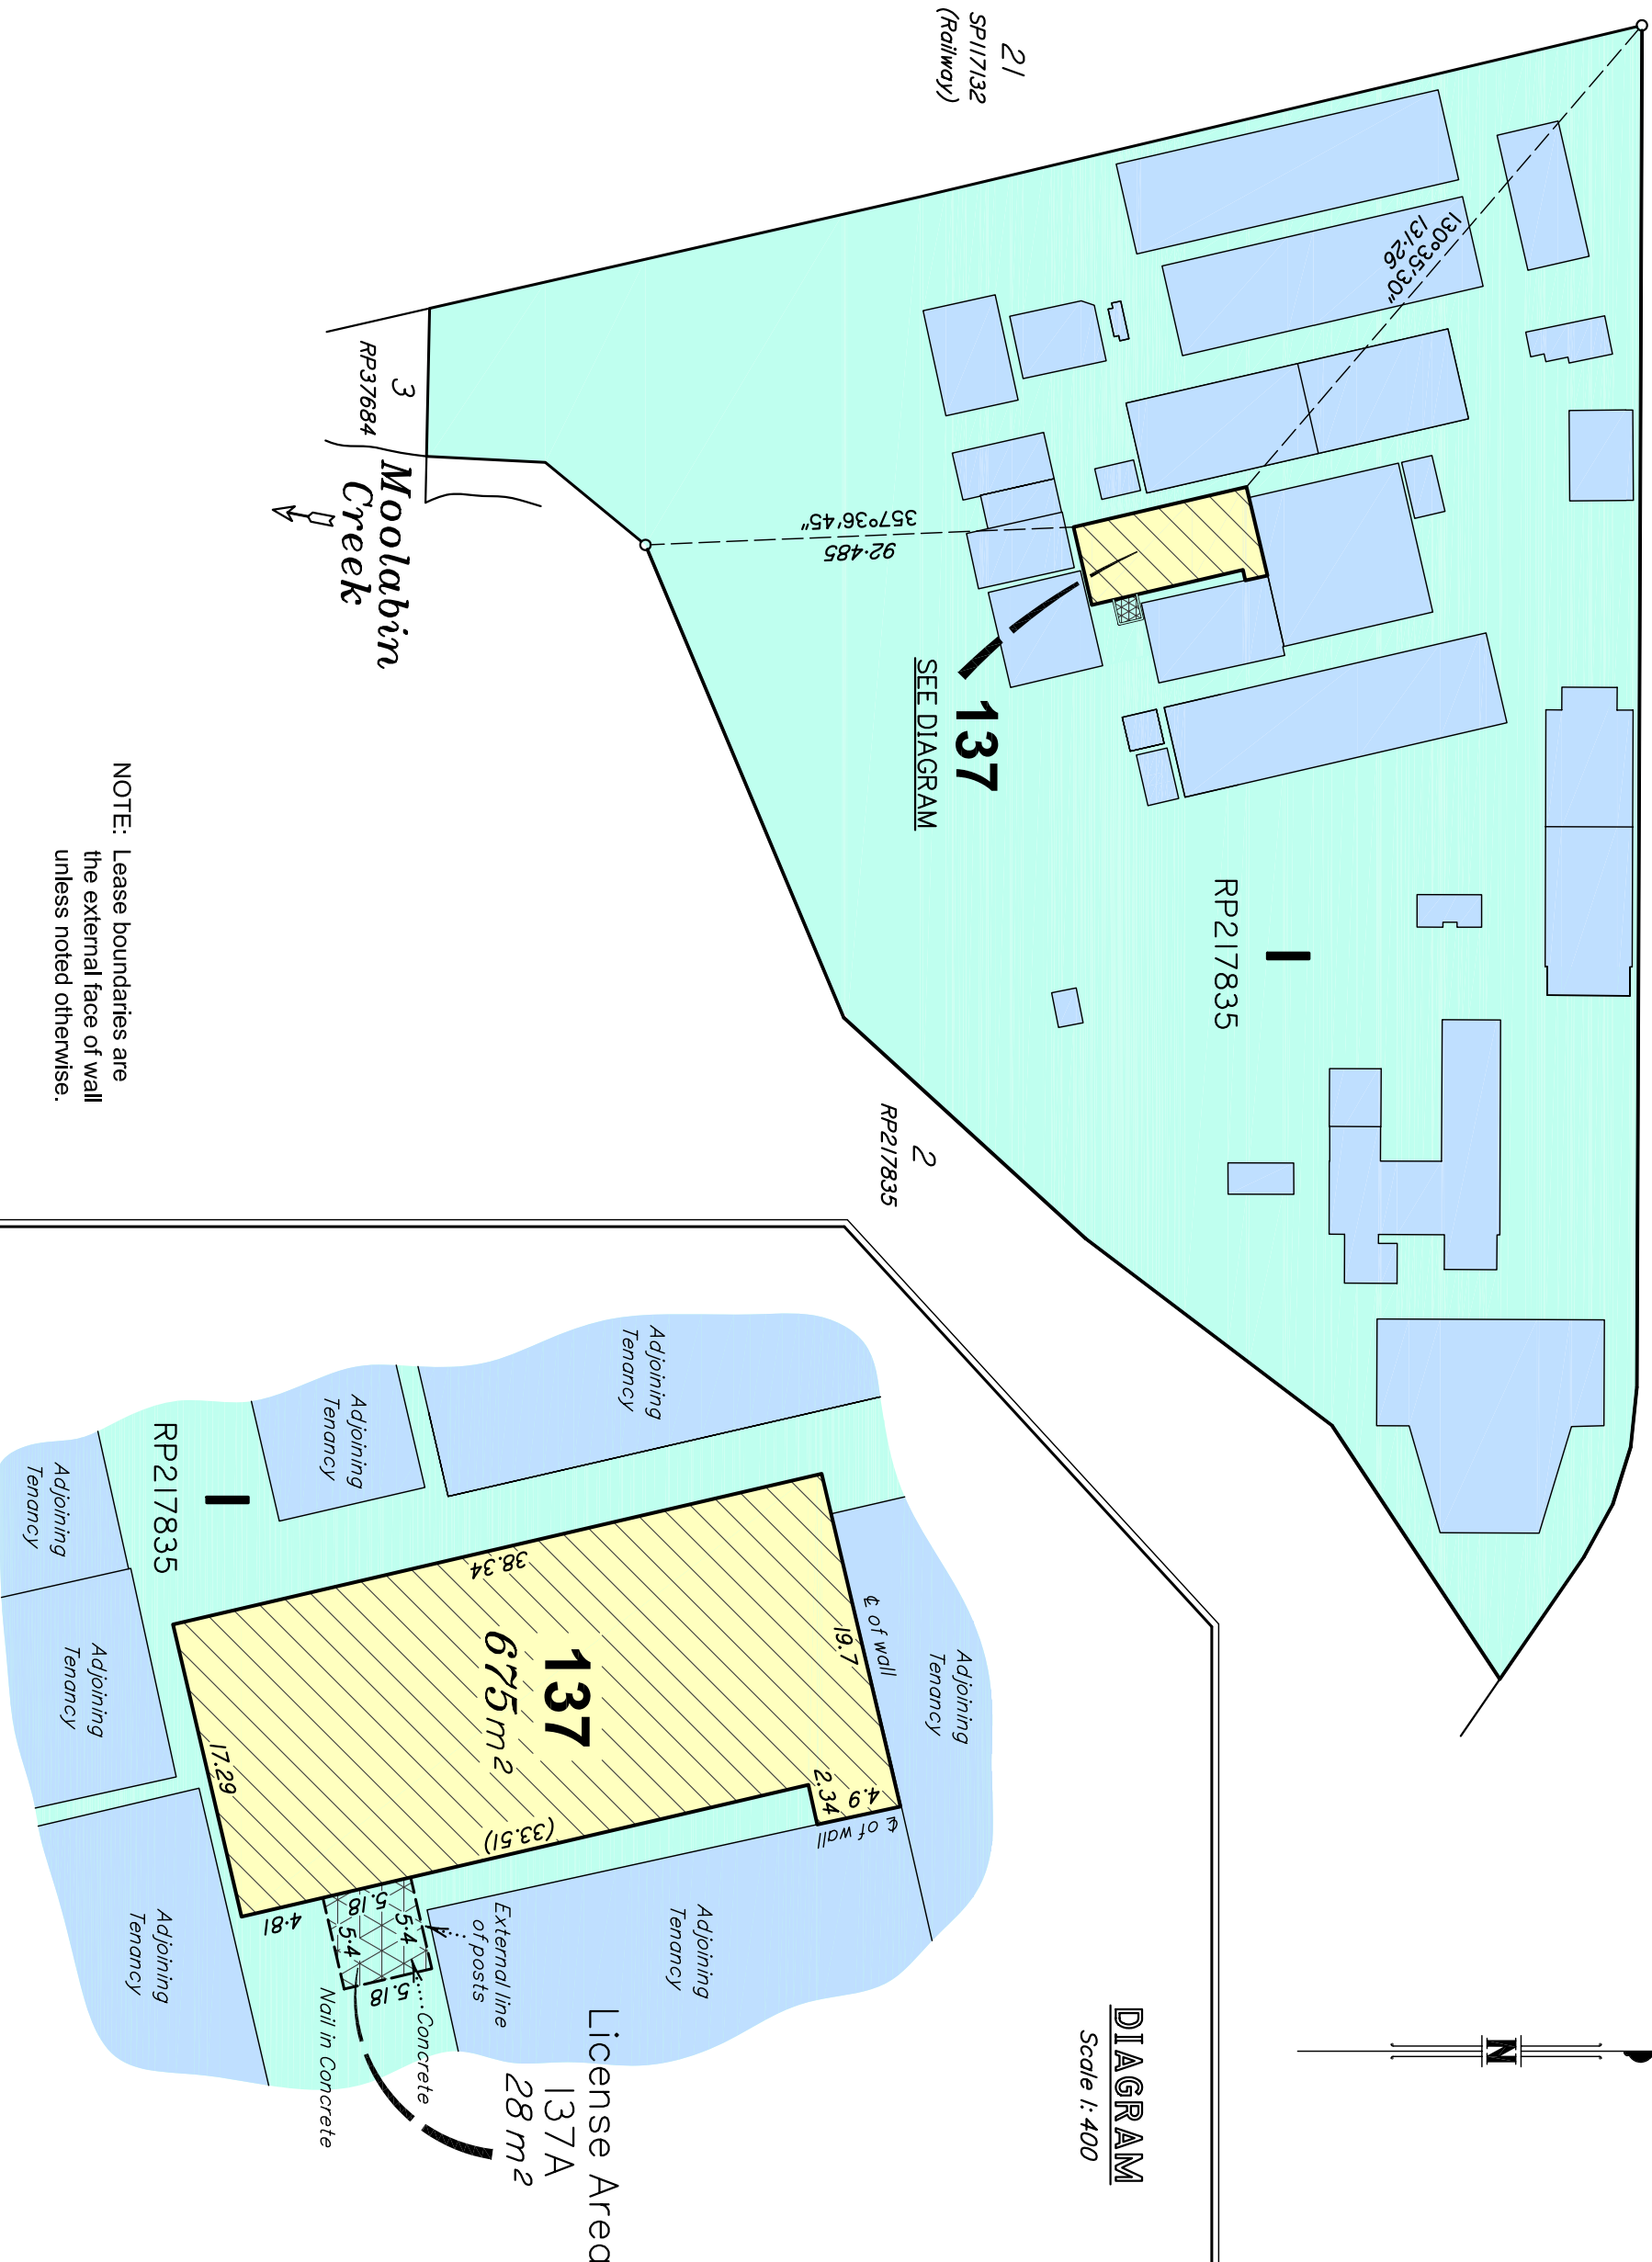 21
SP117132
(Railway)
130°35'30"
131·26
1
RP217835
137
SEE DIAGRAM
357°36'45"
92·485
3
RP37684
Moolabin
Creek
2
RP217835
NOTE: Lease boundaries are
the external face of wall
unless noted otherwise.
N
DIAGRAM
Scale 1:400
Adjoining
Tenancy
Adjoining
Tenancy
Adjoining
Tenancy
℄ of wall
19.7
4.9
2.34
℄ of wall
38.34
137
675m²
(33.51)
17.29
1
RP217835
Adjoining
Tenancy
Adjoining
Tenancy
Adjoining
Tenancy
Adjoining
Tenancy
External line
of posts
5·18
5·4
5·4
5·18
4·81
Concrete
Nail in Concrete
License Area
137A
28m²